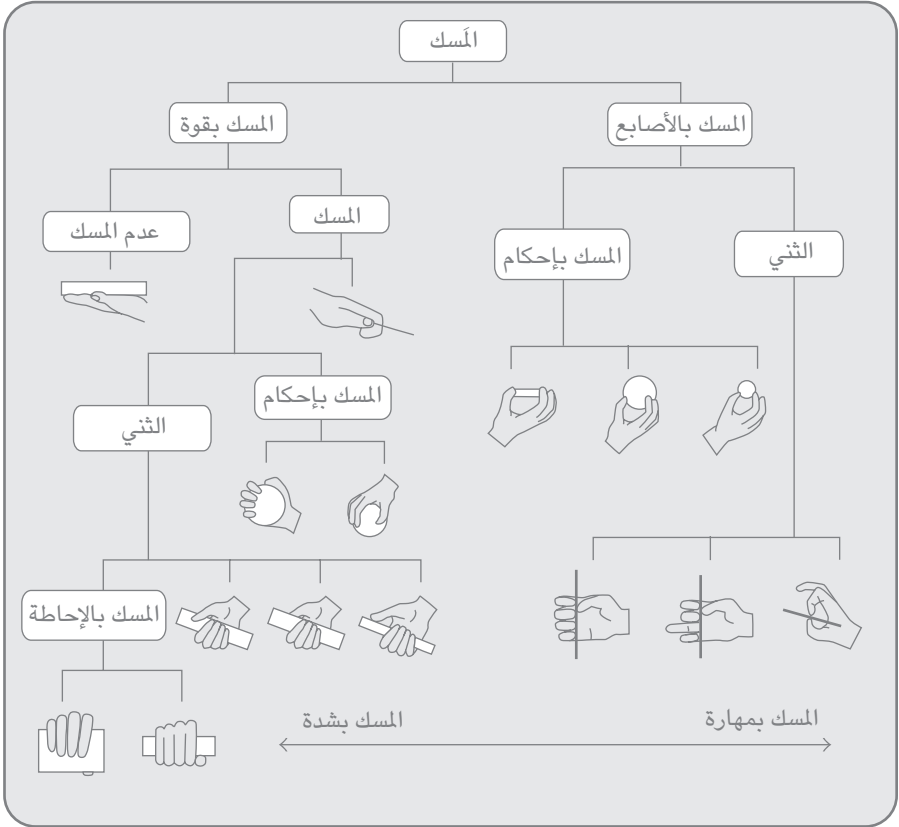 المَسك
المسك بالأصابع
المسك بقوة
المسك
عدم المسك
الثني
المسك بإحكام
المسك بإحكام
الثني
المسك بالإحاطة
المسك بمهارة
المسك بشدة